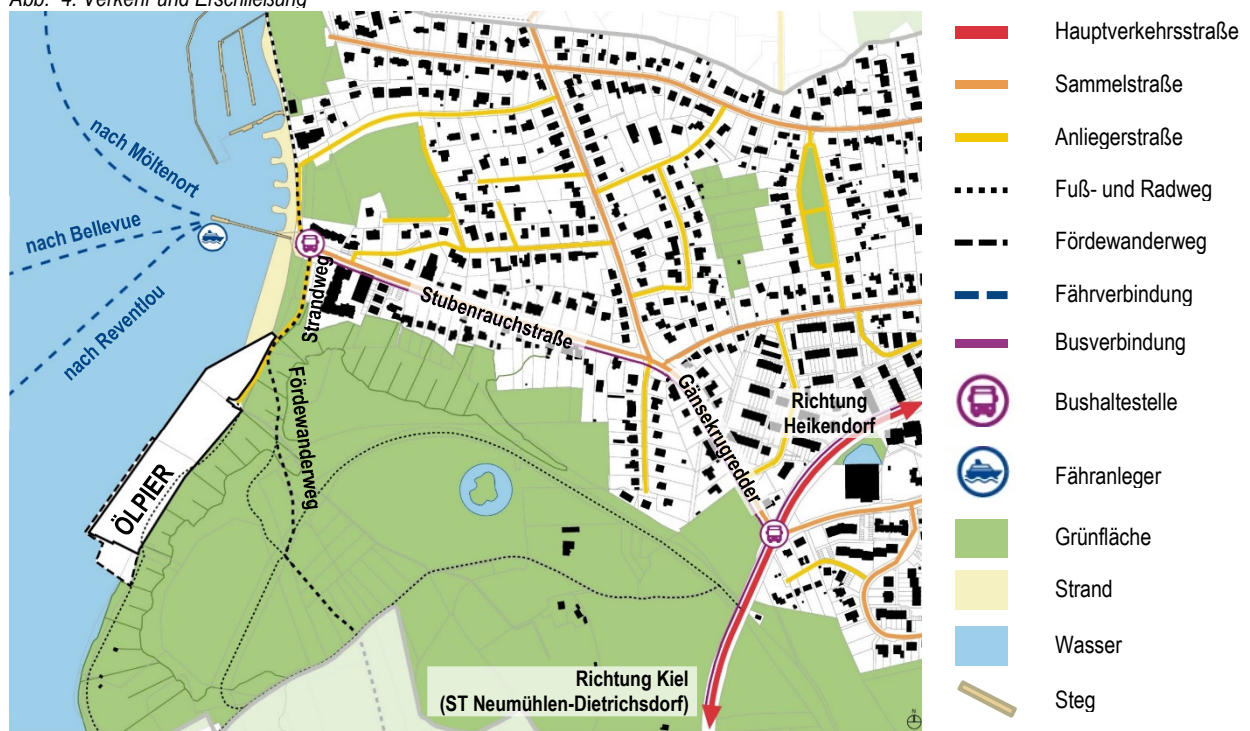 Abb. 4: Verkehr und Erschließung
nach Möltenort
nach Bellevue
nach Reventlou
Strandweg
Stubenrauchstraße
Gänsekrugredder
Fördewanderweg
Richtung
Heikendorf
ÖLPIER
Richtung Kiel
(ST Neumühlen-Dietrichsdorf)
N
Hauptverkehrsstraße
Sammelstraße
Anliegerstraße
Fuß- und Radweg
Fördewanderweg
Fährverbindung
Busverbindung
Bushaltestelle
Fähranleger
Grünfläche
Strand
Wasser
Steg